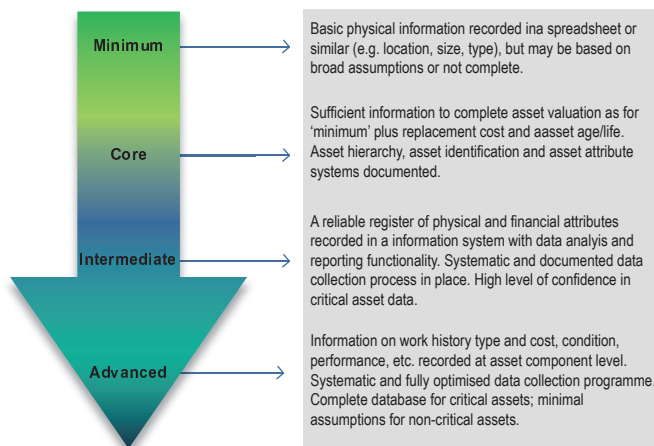 Minimum
Basic physical information recorded ina spreadsheet or
similar (e.g. location, size, type), but may be based on
broad assumptions or not complete.
Core
Sufficient information to complete asset valuation as for
‘minimum’ plus replacement cost and aasset age/life.
Asset hierarchy, asset identification and asset attribute
systems documented.
Intermediate
A reliable register of physical and financial attributes
recorded in a information system with data analyis and
reporting functionality. Systematic and documented data
collection process in place. High level of confidence in
critical asset data.
Advanced
Information on work history type and cost, condition,
performance, etc. recorded at asset component level.
Systematic and fully optimised data collection programme.
Complete database for critical assets; minimal
assumptions for non-critical assets.